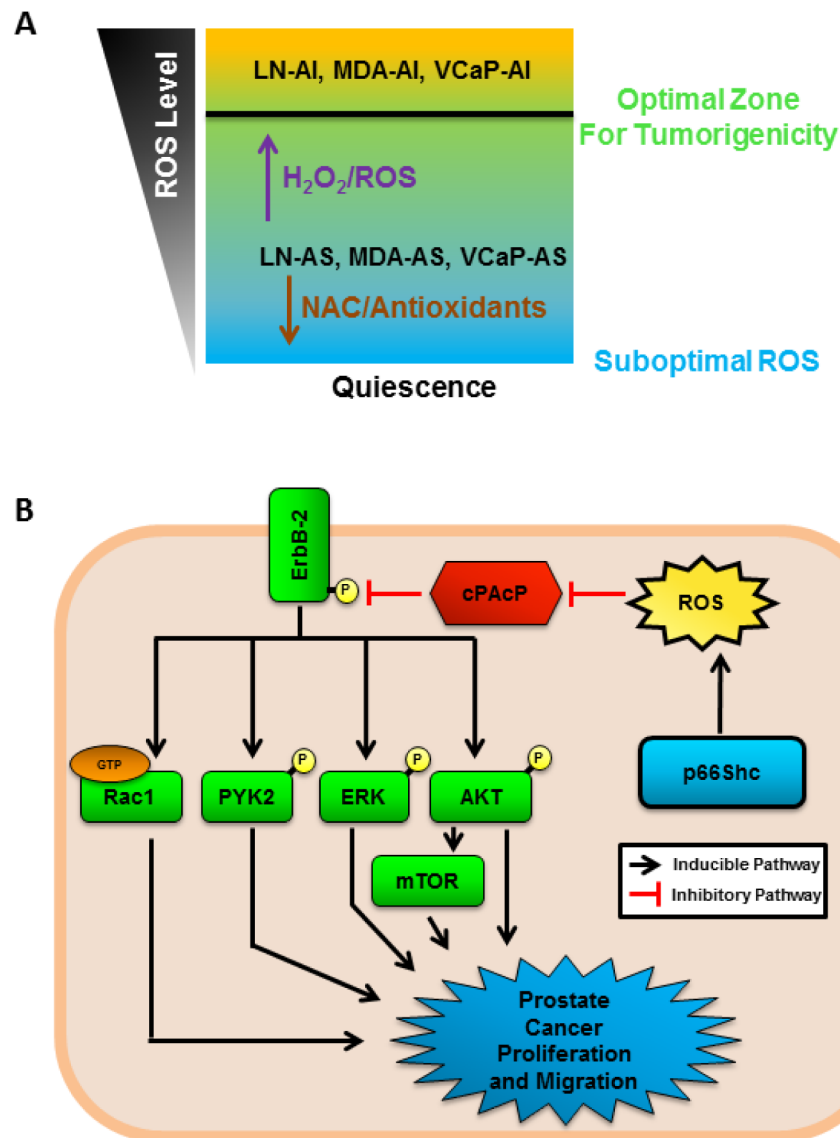 A
ROS Level
LN-AI, MDA-AI, VCaP-AI
Optimal Zone
For Tumorigenicity
H₂O₂/ROS
LN-AS, MDA-AS, VCaP-AS
NAC/Antioxidants
Suboptimal ROS
Quiescence
B
ErbB-2
P
cPAcP
ROS
GTP
Rac1
P
PYK2
P
ERK
P
AKT
p66Shc
mTOR
Inducible Pathway
Inhibitory Pathway
Prostate
Cancer
Proliferation
and Migration